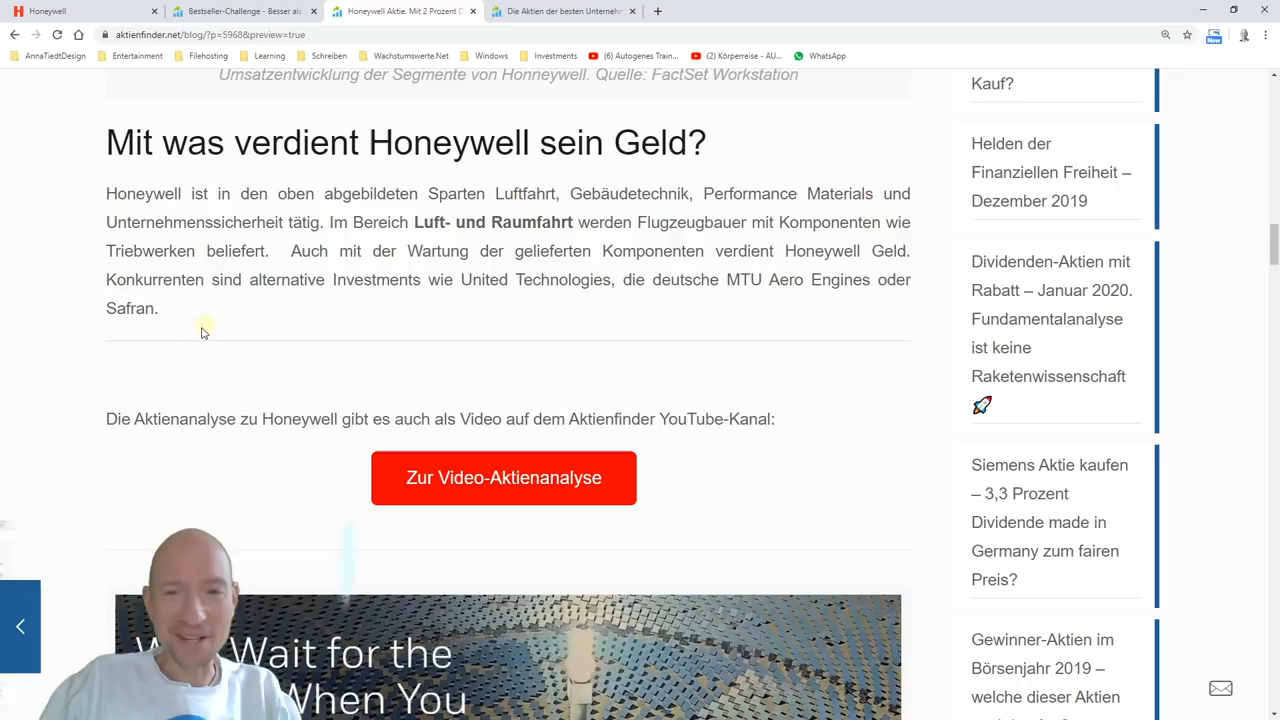 Honeywell
Bestseller-Challenge - Besser als
Honeywell Aktie. Mit 2 Prozent D
Die Aktien der besten Unternehm
aktienfinder.net/blog/?p=5968&preview=true
AnnaTiedtDesign
Entertainment
Filehosting
Learning
Schreiben
Wachstumswerte.Net
Windows
Investments
(6) Autogenes Train...
(2) Körperreise - AU...
WhatsApp
New
Umsatzentwicklung der Segmente von Honneywell. Quelle: FactSet Workstation
Mit was verdient Honeywell sein Geld?
Honeywell ist in den oben abgebildeten Sparten Luftfahrt, Gebäudetechnik, Performance Materials und
Unternehmenssicherheit tätig. Im Bereich Luft- und Raumfahrt werden Flugzeugbauer mit Komponenten wie
Triebwerken beliefert. Auch mit der Wartung der gelieferten Komponenten verdient Honeywell Geld.
Konkurrenten sind alternative Investments wie United Technologies, die deutsche MTU Aero Engines oder
Safran.
Die Aktienanalyse zu Honeywell gibt es auch als Video auf dem Aktienfinder YouTube-Kanal:
Zur Video-Aktienanalyse
Wait for the
When You
Kauf?
Helden der
Finanziellen Freiheit –
Dezember 2019
Dividenden-Aktien mit
Rabatt – Januar 2020.
Fundamentalanalyse
ist keine
Raketenwissenschaft
Siemens Aktie kaufen
– 3,3 Prozent
Dividende made in
Germany zum fairen
Preis?
Gewinner-Aktien im
Börsenjahr 2019 –
welche dieser Aktien